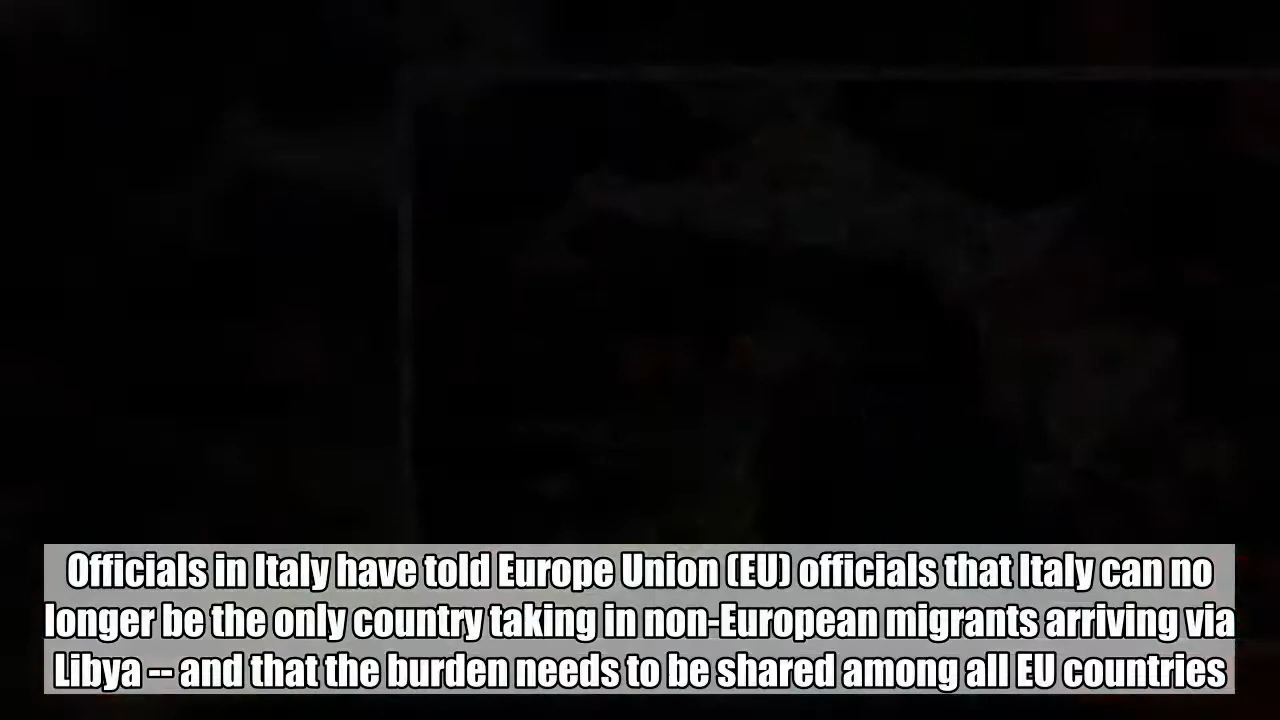 Officials in Italy have told Europe Union (EU) officials that Italy can no
longer be the only country taking in non-European migrants arriving via
Libya -- and that the burden needs to be shared among all EU countries